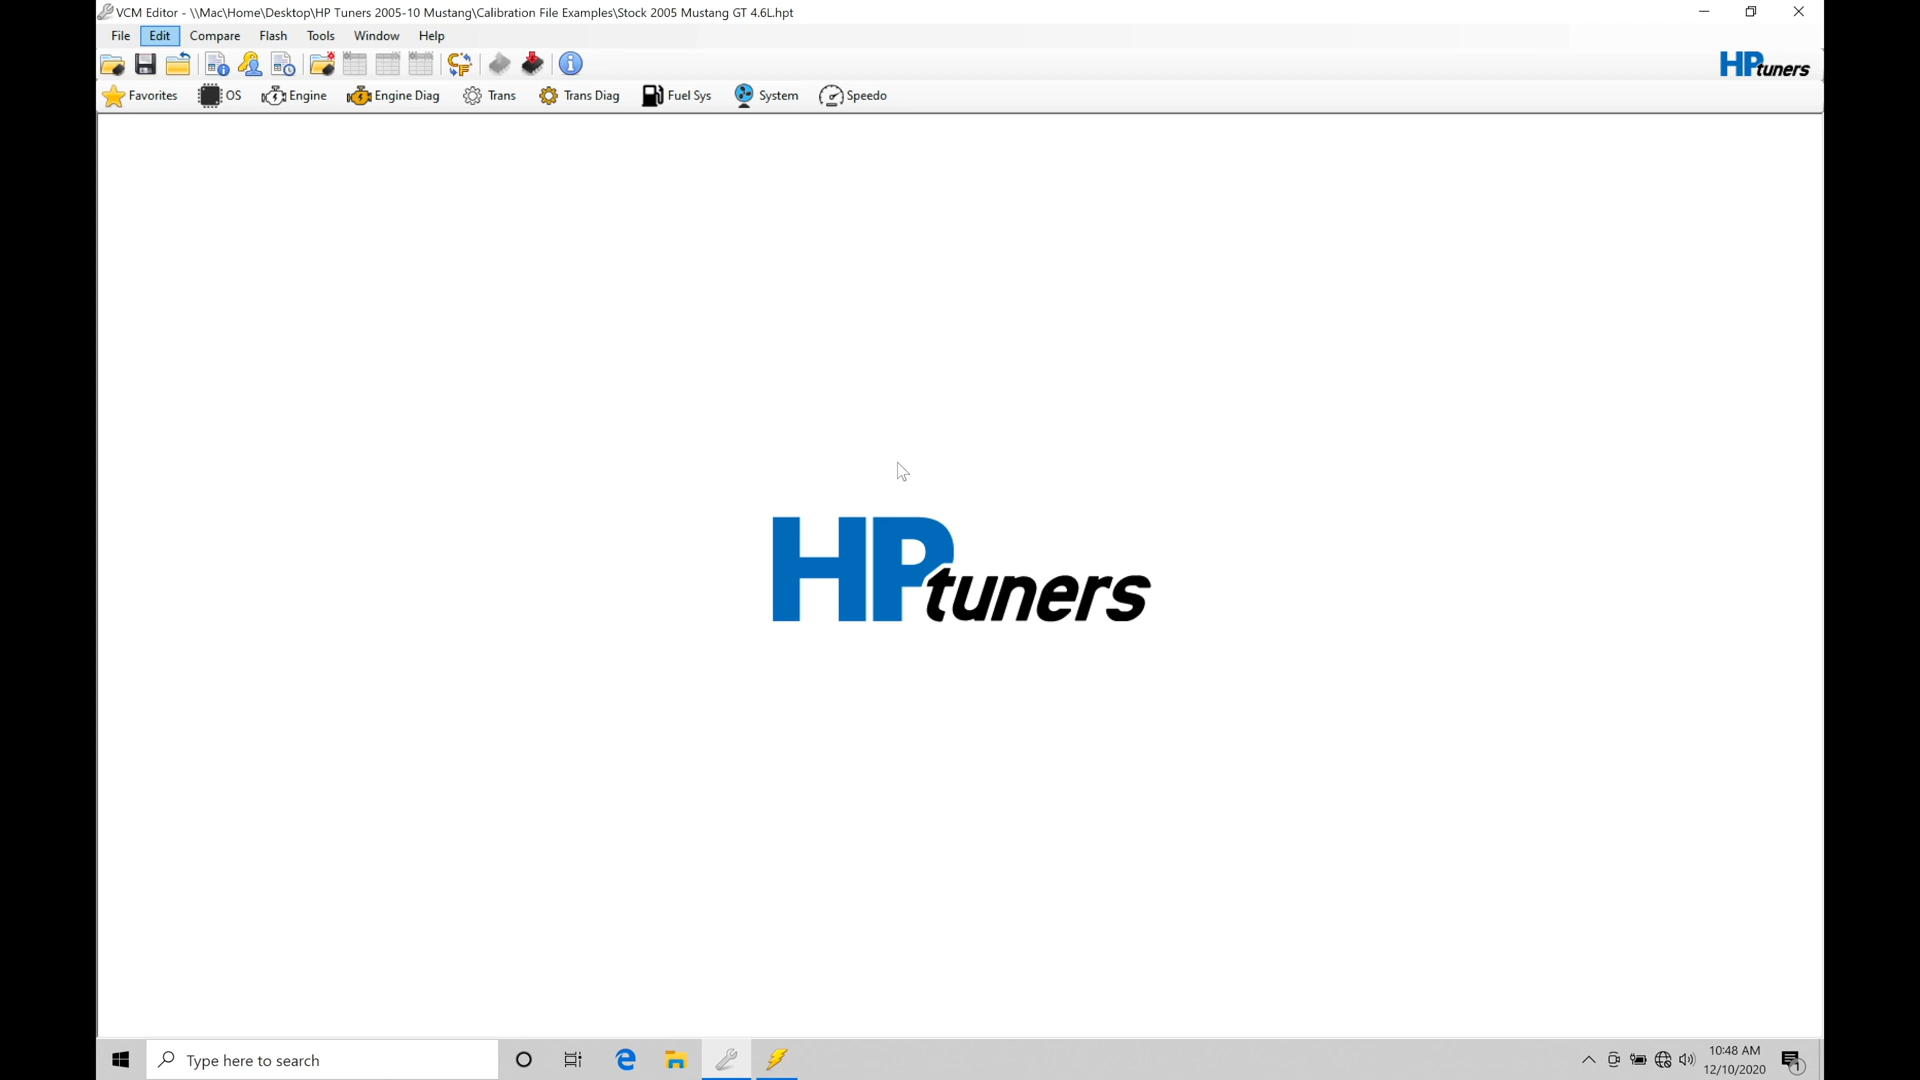 VCM Editor - \\Mac\Home\Desktop\HP Tuners 2005-10 Mustang\Calibration File Examples\Stock 2005 Mustang GT 4.6L.hpt
File Edit Compare Flash Tools Window Help
HPtuners
Favorites OS Engine Engine Diag Trans Trans Diag Fuel Sys System Speedo
HPtuners
Type here to search
10:48 AM
12/10/2020
1